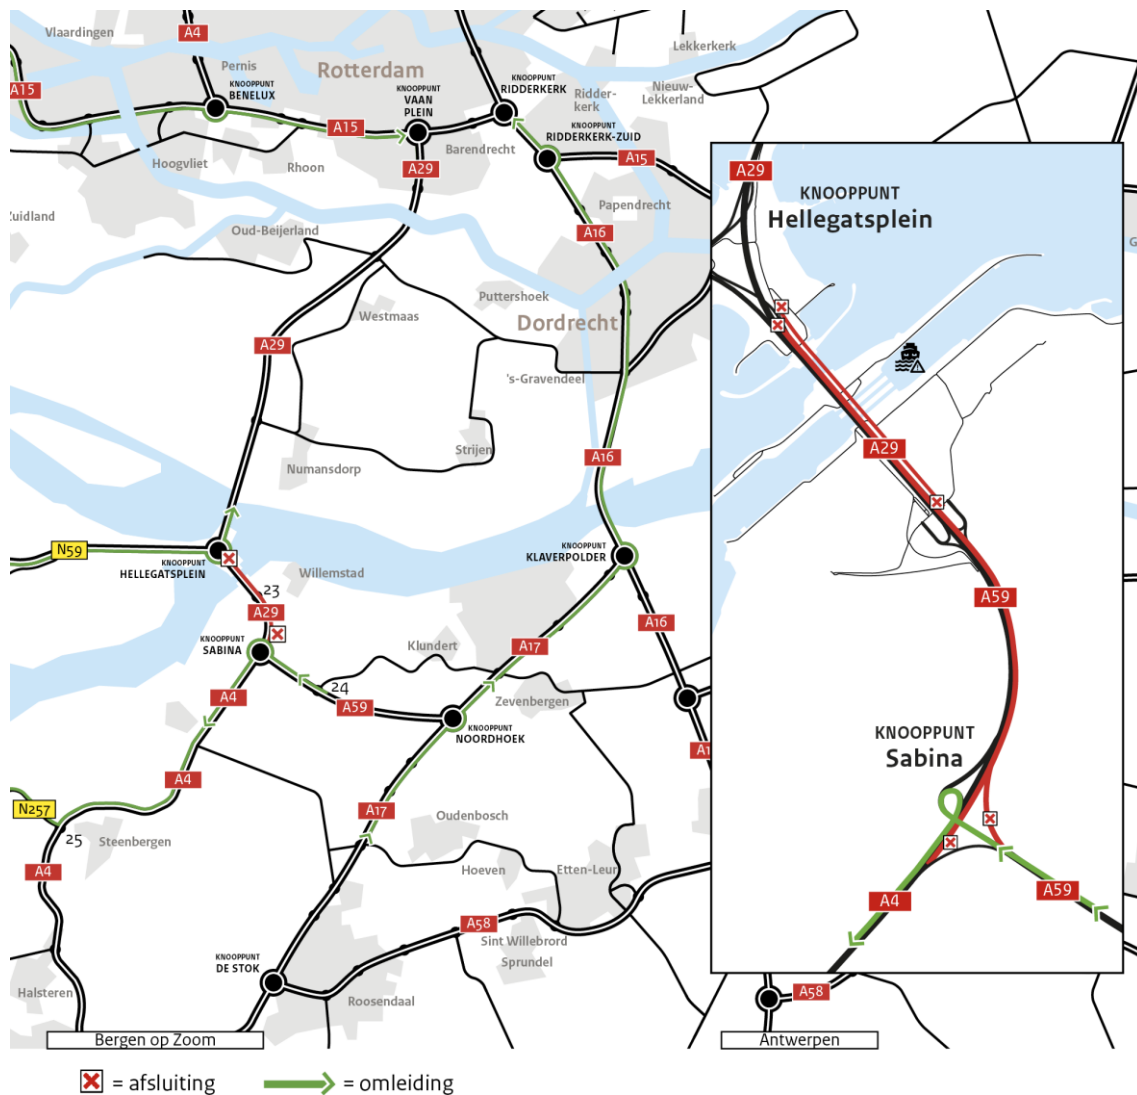 Vlaardingen
A4
Lekkerkerk
Pernis
Rotterdam
A15
KNOOPPUNT
BENELUX
KNOOPPUNT
VAAN
PLEIN
KNOOPPUNT
RIDDERKERK
Ridder-
kerk
Nieuw-
Lekkerland
A15
KNOOPPUNT
RIDDERKERK-ZUID
Barendrecht
A15
Hoogvliet
Rhoon
A29
Papendrecht
Zuidland
Oud-Beijerland
A16
Puttershoek
Westmaas
Dordrecht
A29
's-Gravendeel
Strijen
A16
Numansdorp
N59
KNOOPPUNT
HELLEGATSPLEIN
KNOOPPUNT
KLAVERPOLDER
Willemstad
23
A29
A16
KNOOPPUNT
SABINA
Klundert
A17
24
A4
A59
Zevenbergen
KNOOPPUNT
NOORDHOEK
A4
N257
A17
25
Steenbergen
Oudenbosch
A4
Hoeven
Etten-Leur
A58
Sint Willebrord
Sprundel
KNOOPPUNT
DE STOK
Halsteren
Roosendaal
A58
Bergen op Zoom
Antwerpen
A29
KNOOPPUNT
Hellegatsplein
A29
A59
KNOOPPUNT
Sabina
A4
A59
= afsluiting
= omleiding